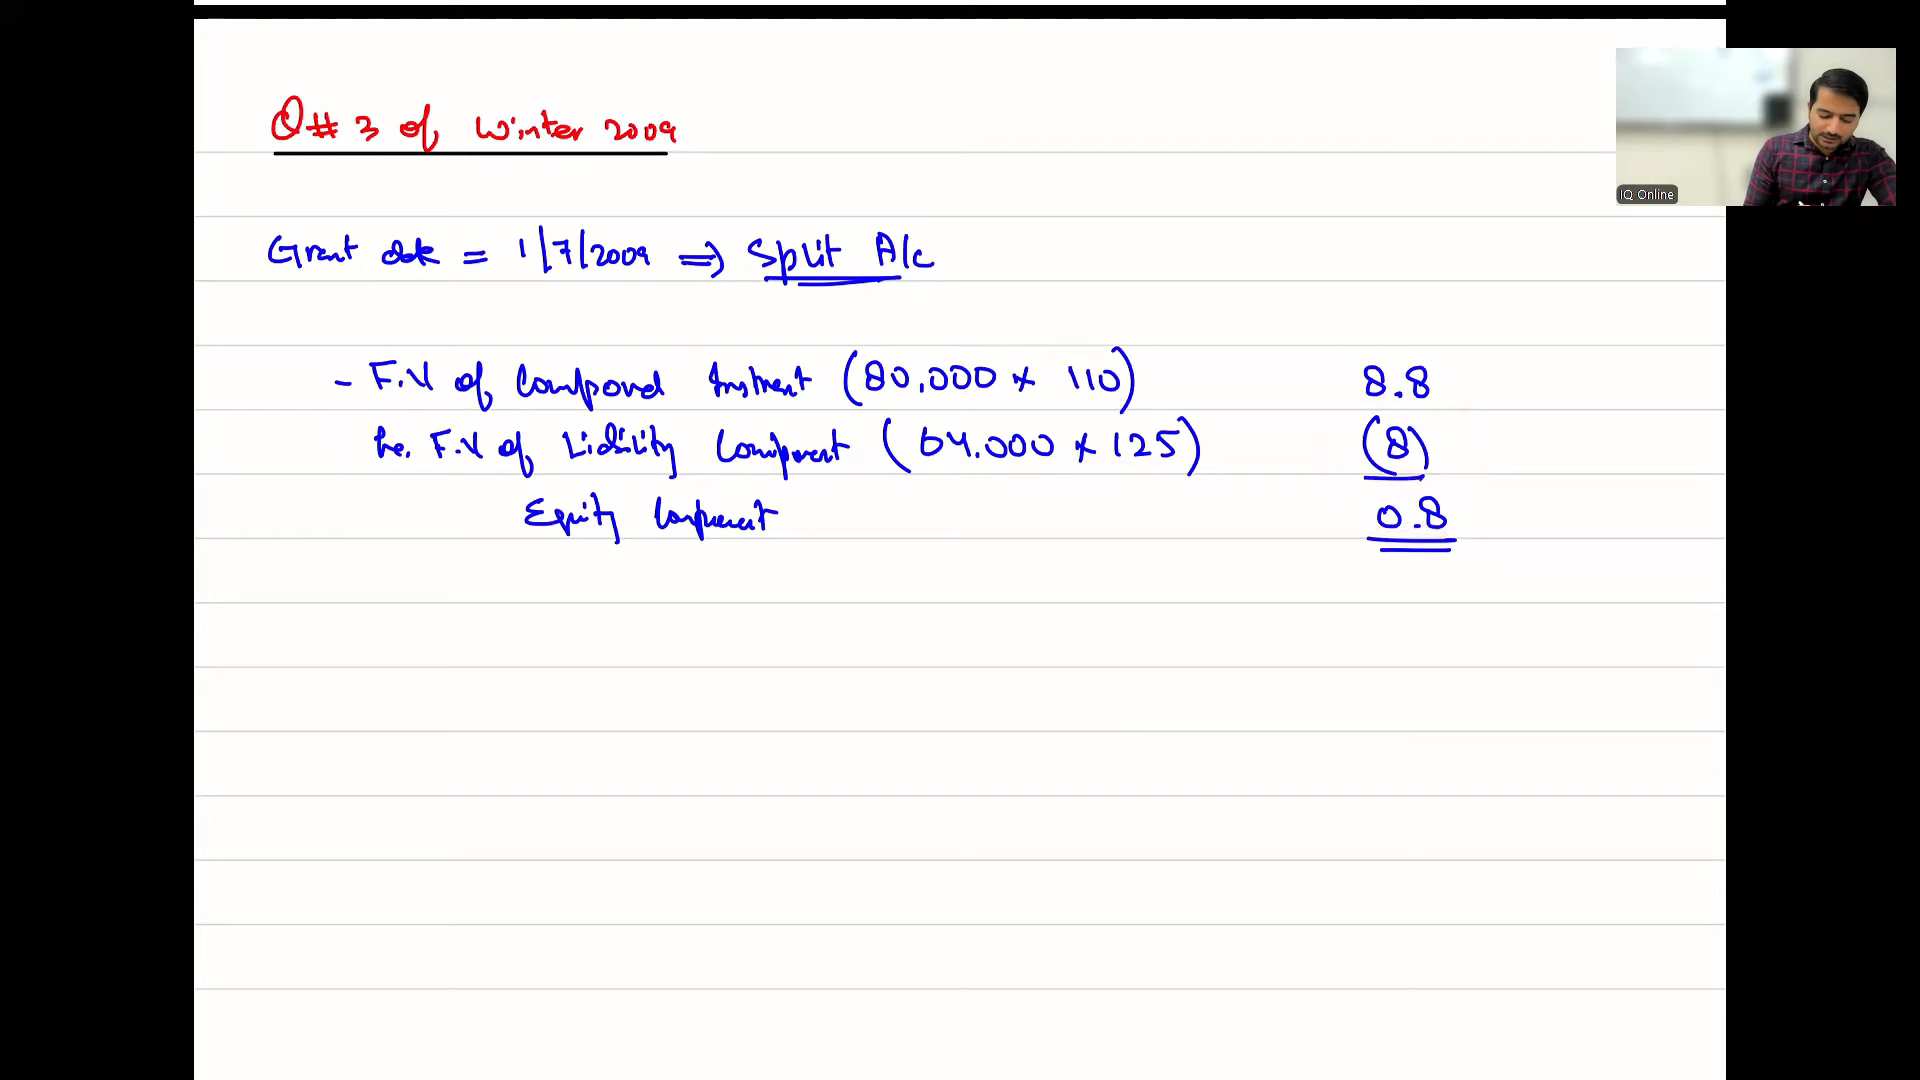 Q# 3 of Winter 2009
IQ Online
Grant date = 1/7/2009 ⇒ Split A/c
- F.V of Compound Instrument (80,000 × 110) 8.8
Le. F.V of Liability Component (64,000 × 125) (8)
Equity Component 0.8